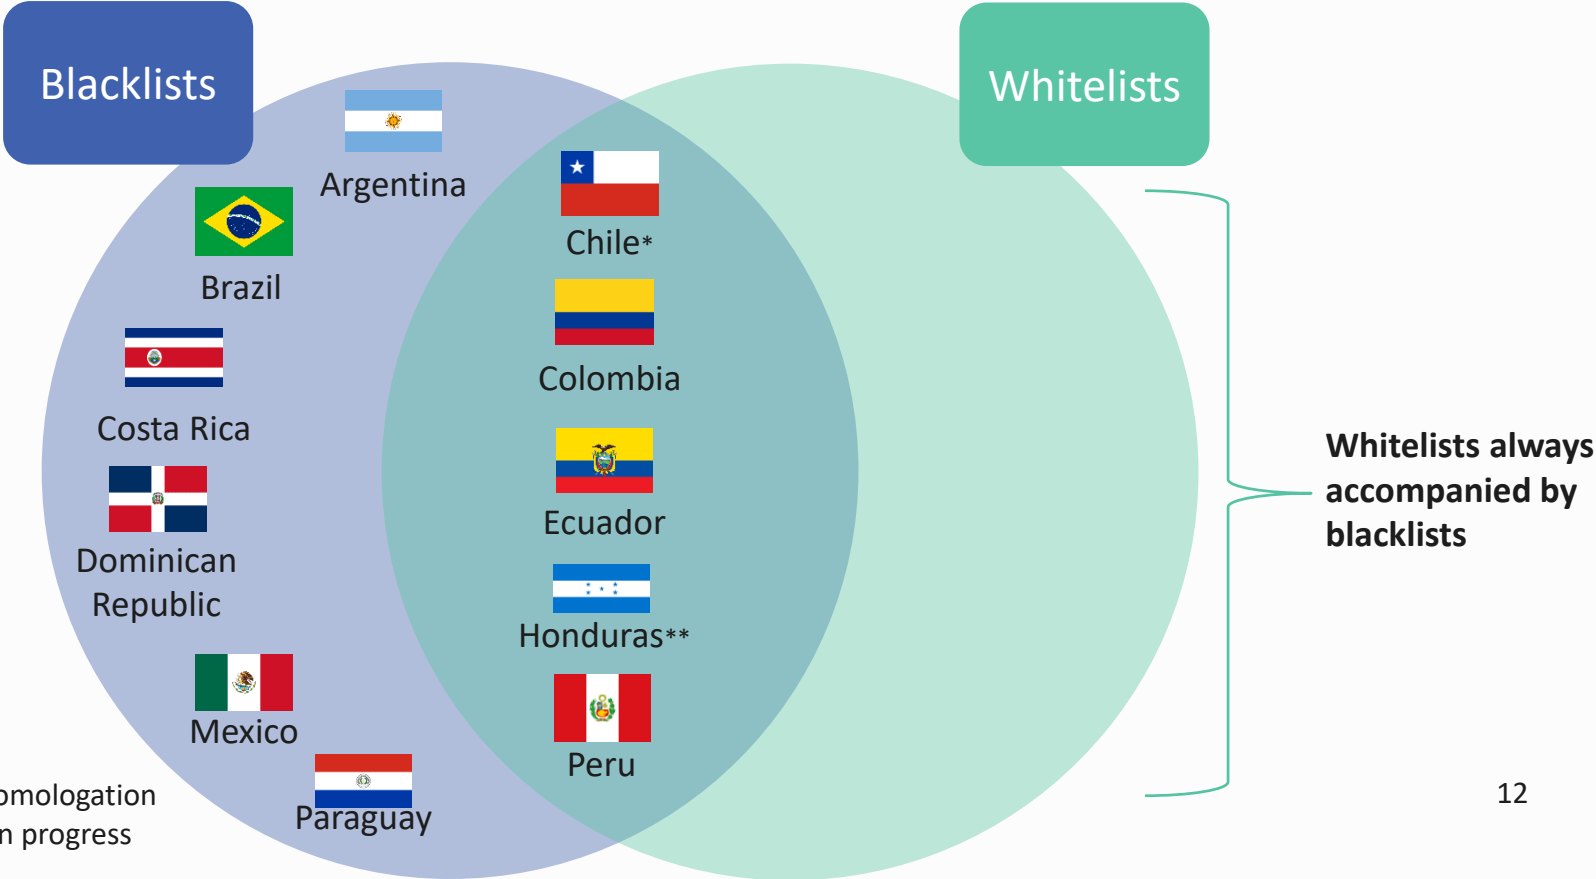 Blacklists
Whitelists
Argentina
Chile*
Brazil
Colombia
Costa Rica
Ecuador
Dominican
Republic
Honduras**
Mexico
Peru
Paraguay
Whitelists always
accompanied by
blacklists
progress
12